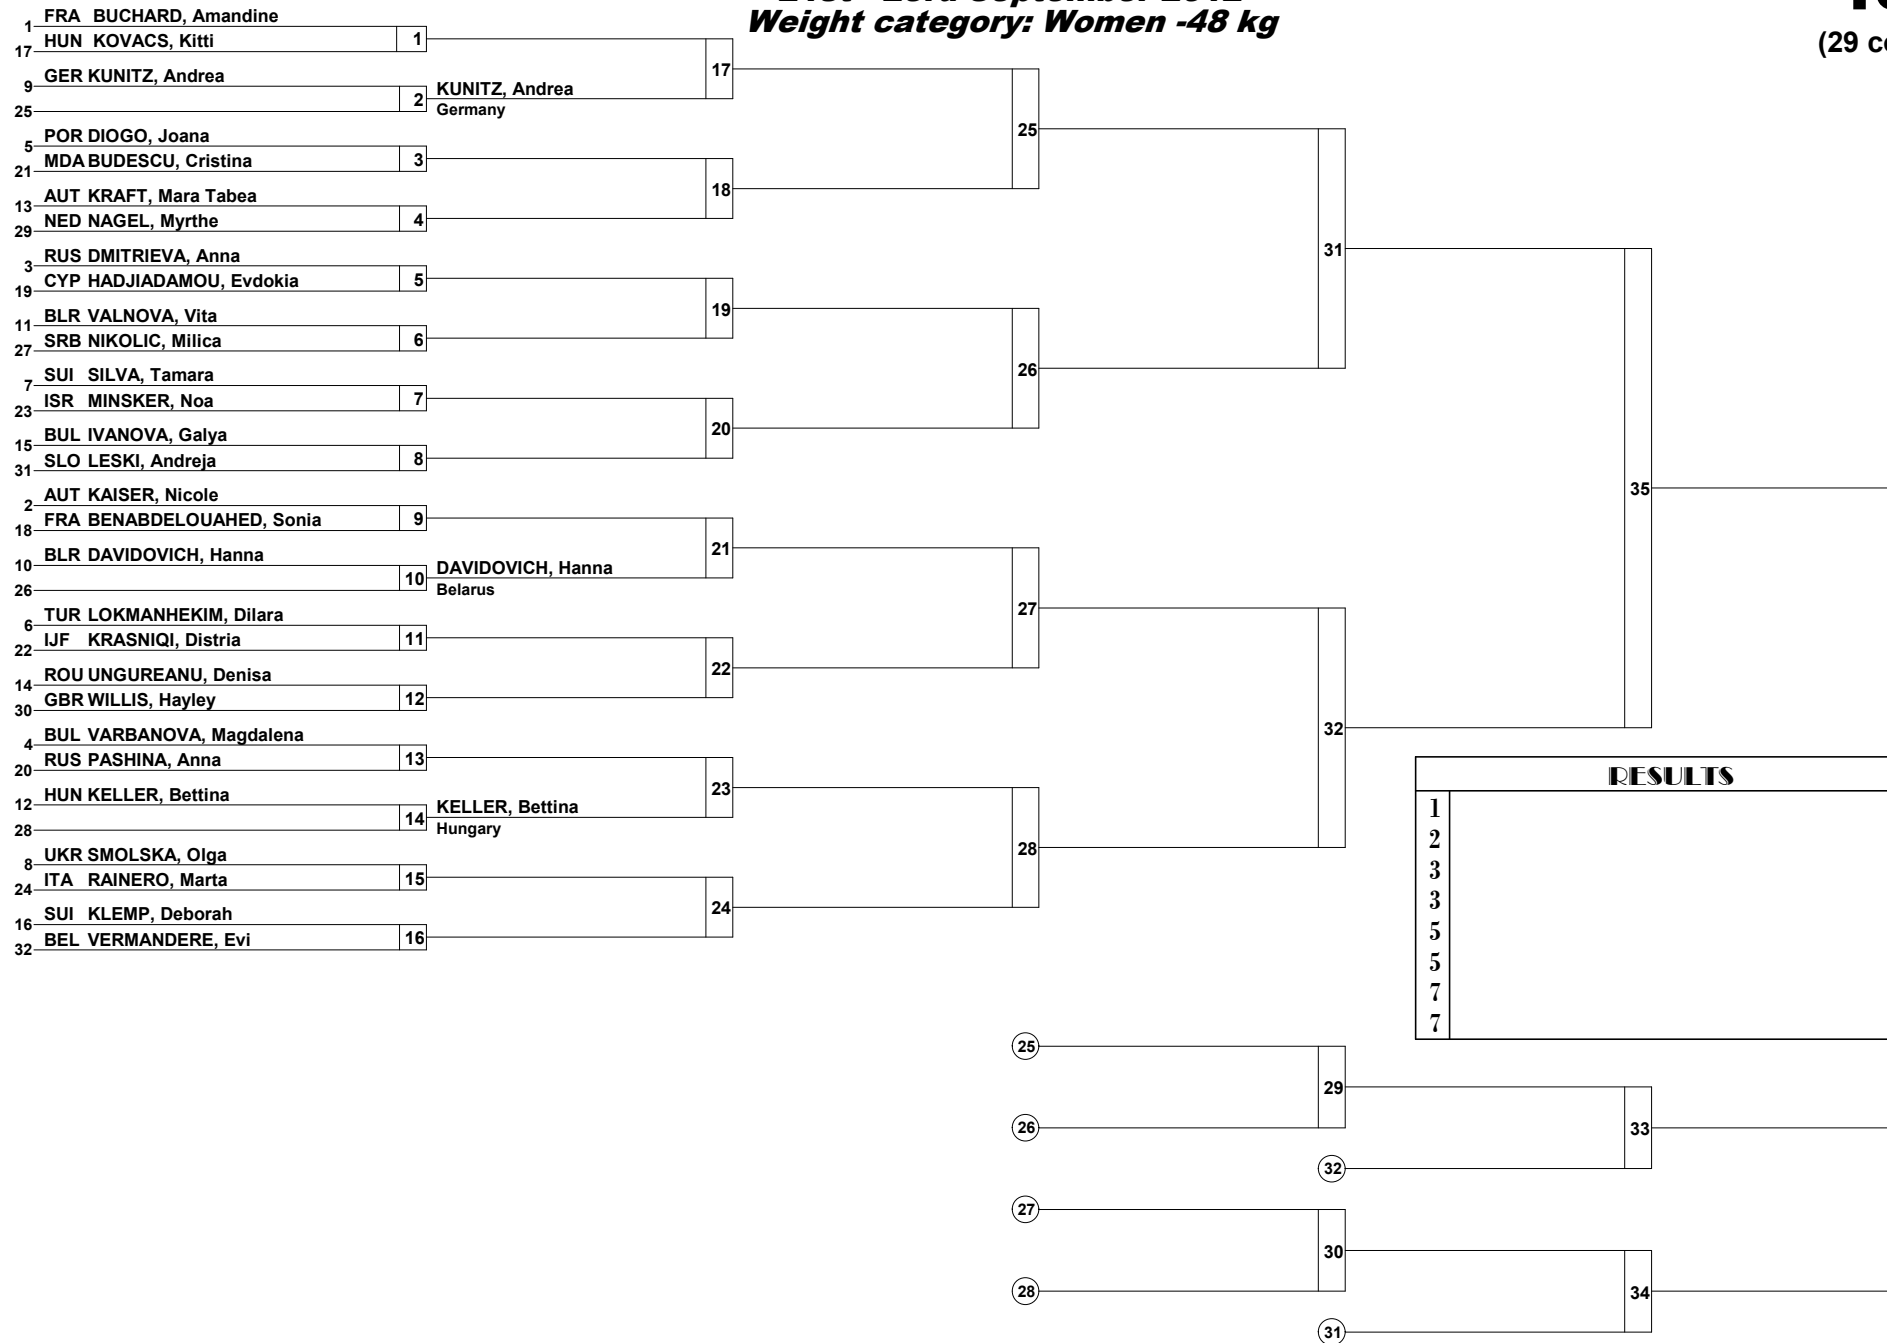 Weight category: Women -48 kg
(29 c
1 FRA BUCHARD, Amandine
17 HUN KOVACS, Kitti
1
9 GER KUNITZ, Andrea
25
2
KUNITZ, Andrea
Germany
17
5 POR DIOGO, Joana
21 MDA BUDESCU, Cristina
3
13 AUT KRAFT, Mara Tabea
29 NED NAGEL, Myrthe
4
18
25
3 RUS DMITRIEVA, Anna
19 CYP HADJIADAMOU, Evdokia
5
11 BLR VALNOVA, Vita
27 SRB NIKOLIC, Milica
6
19
7 SUI SILVA, Tamara
23 ISR MINSKER, Noa
7
15 BUL IVANOVA, Galya
31 SLO LESKI, Andreja
8
20
26
31
2 AUT KAISER, Nicole
18 FRA BENABDELOUAHED, Sonia
9
10 BLR DAVIDOVICH, Hanna
26
10
DAVIDOVICH, Hanna
Belarus
21
6 TUR LOKMANHEKIM, Dilara
22 IJF KRASNIQI, Distria
11
14 ROU UNGUREANU, Denisa
30 GBR WILLIS, Hayley
12
22
27
4 BUL VARBANOVA, Magdalena
20 RUS PASHINA, Anna
13
12 HUN KELLER, Bettina
28
14
KELLER, Bettina
Hungary
23
8 UKR SMOLSKA, Olga
24 ITA RAINERO, Marta
15
16 SUI KLEMP, Deborah
32 BEL VERMANDERE, Evi
16
24
28
32
35
RESULTS
1
2
3
3
5
5
7
7
25
26
29
32
33
27
28
30
31
34